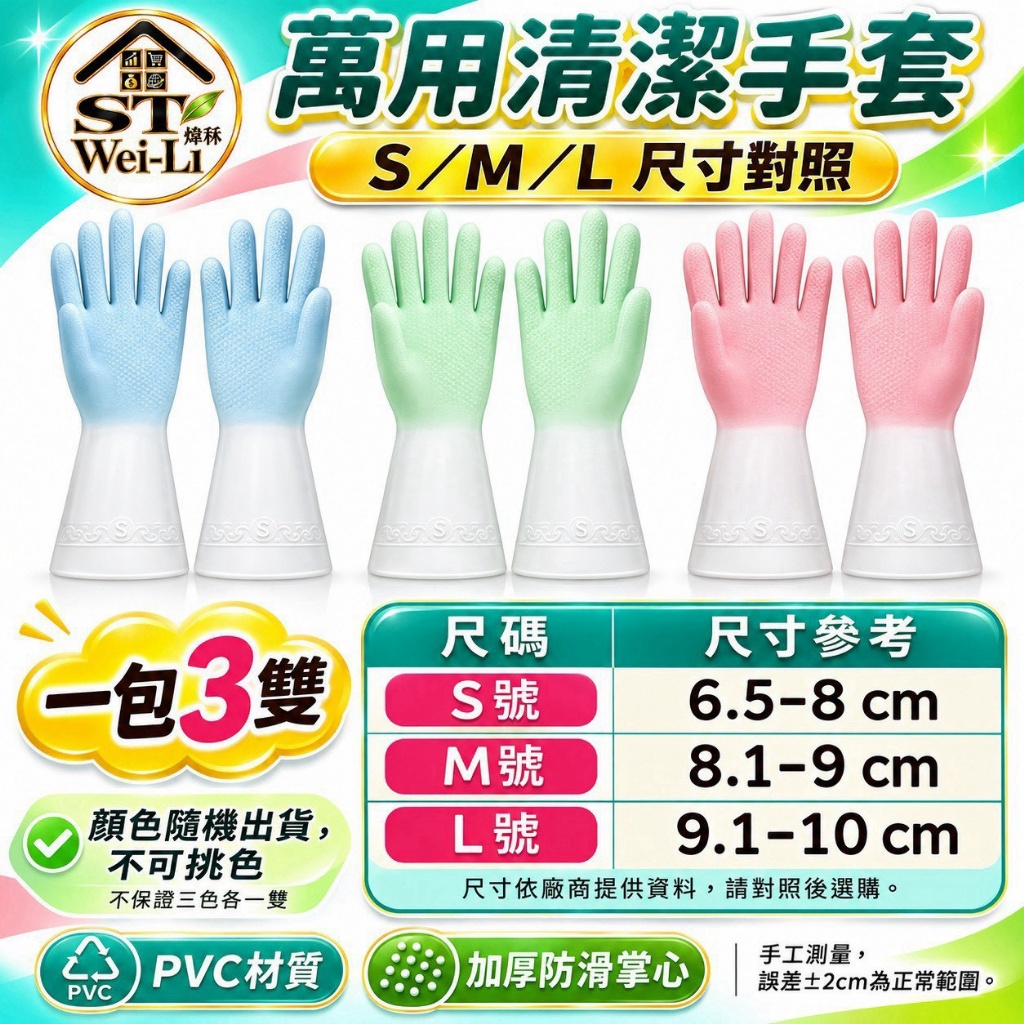 萬用清潔手套
S/M/L 尺寸對照
ST
煒秝
Wei-Li
S S S S S S
一包3雙
顏色隨機出貨，
不可挑色
不保證三色各一雙
尺碼 尺寸參考
S號 6.5-8 cm
M號 8.1-9 cm
L號 9.1-10 cm
尺寸依廠商提供資料，請對照後選購。
PVC
PVC材質
加厚防滑掌心
手工測量，
誤差±2cm為正常範圍。